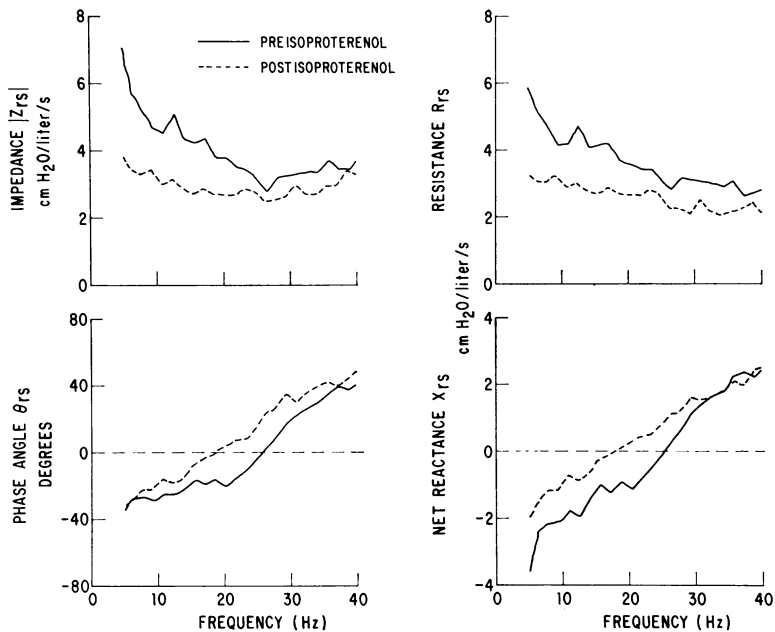 8
6
4
2
0
IMPEDANCE |Zrs|
cm H2O/liter/s
PREISOPROTERENOL
POSTISOPROTERENOL
8
6
4
2
0
RESISTANCE Rrs
cm H2O/liter/s
80
40
0
-40
-80
PHASE ANGLE θrs
DEGREES
0 10 20 30 40
FREQUENCY (Hz)
4
2
0
-2
-4
NET REACTANCE Xrs
0 10 20 30 40
FREQUENCY (Hz)